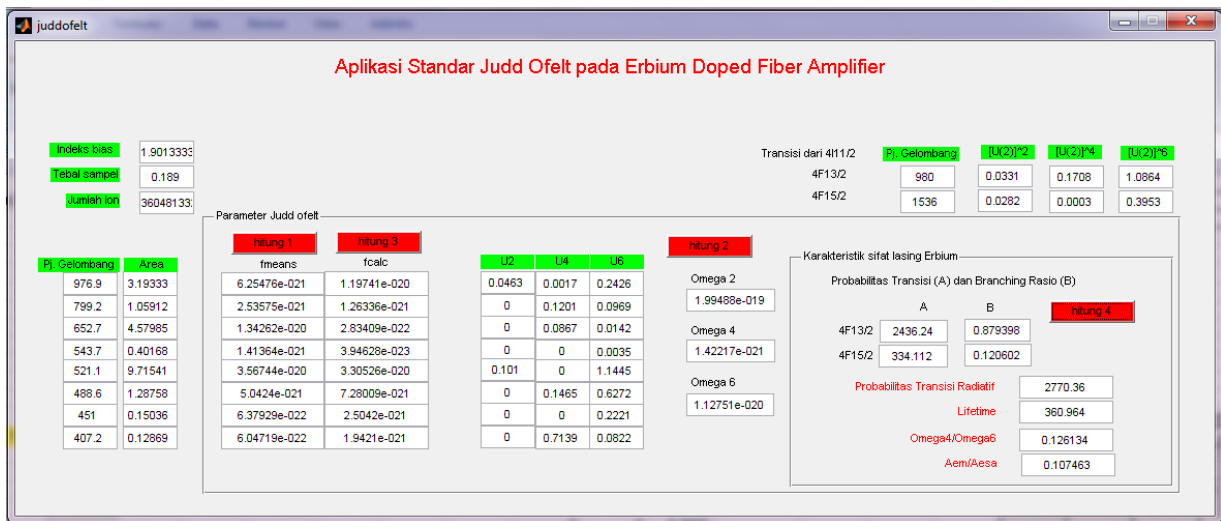 juddofelt
Aplikasi Standar Judd Ofelt pada Erbium Doped Fiber Amplifier
Indeks bias 1.9013333
Tebal sampel 0.189
Jumlah Ion 36048133
Transisi dari 4I11/2 Pj. Gelombang [U(2)]^2 [U(2)]^4 [U(2)]^6
4F13/2 980 0.0331 0.1708 1.0864
4F15/2 1536 0.0282 0.0003 0.3953
Pj. Gelombang Area
976.9 3.19333
799.2 1.05912
652.7 4.57985
543.7 0.40168
521.1 9.71541
488.6 1.28758
451 0.15036
407.2 0.12869
Parameter Judd ofelt
hitung 1 hitung 3
fmeans fcalc
6.25476e-021 1.19741e-020
2.53575e-021 1.26336e-021
1.34262e-020 2.83409e-022
1.41364e-021 3.94628e-023
3.56744e-020 3.30526e-020
5.0424e-021 7.28009e-021
6.37929e-022 2.5042e-021
6.04719e-022 1.9421e-021
U2 U4 U6
0.0463 0.0017 0.2426
0 0.1201 0.0969
0 0.0867 0.0142
0 0 0.0035
0.101 0 1.1445
0 0.1465 0.6272
0 0 0.2221
0 0.7139 0.0822
hitung 2
Omega 2
1.99488e-019
Omega 4
1.42217e-021
Omega 6
1.12751e-020
Karakteristik sifat lasing Erbium
Probabilitas Transisi (A) dan Branching Rasio (B)
A B hitung 4
4F13/2 2436.24 0.879398
4F15/2 334.112 0.120602
Probabilitas Transisi Radiatif 2770.36
Lifetime 360.964
Omega4/Omega6 0.126134
Aem/Aesa 0.107463